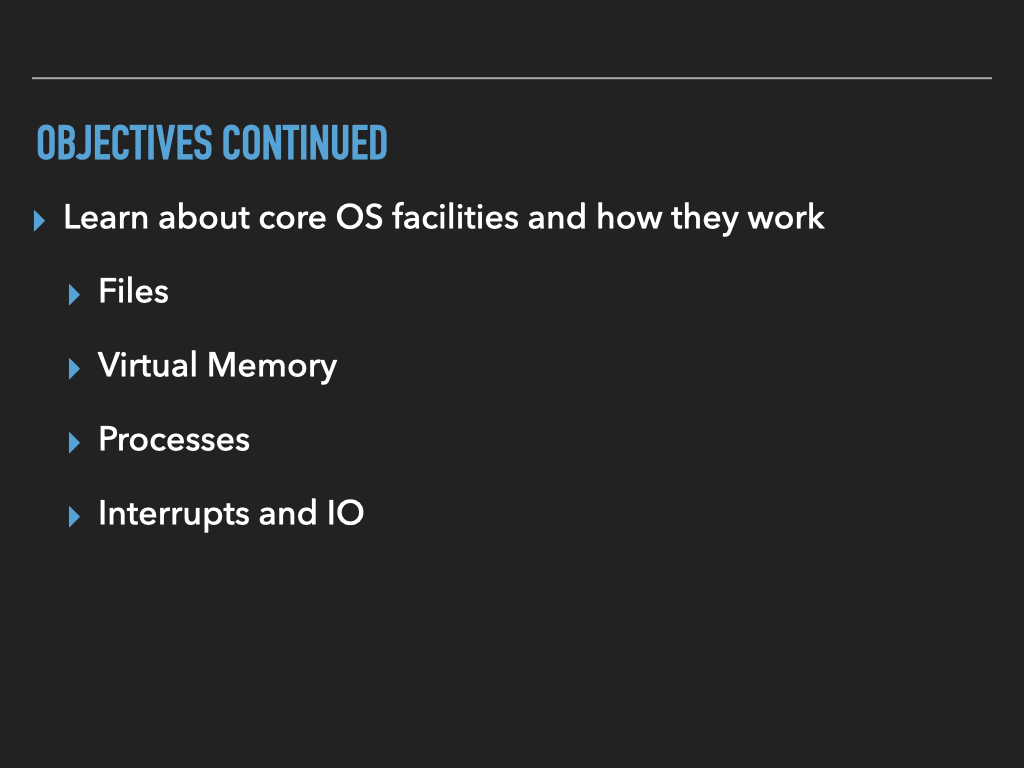 OBJECTIVES CONTINUED
Learn about core OS facilities and how they work
Files
Virtual Memory
Processes
Interrupts and IO